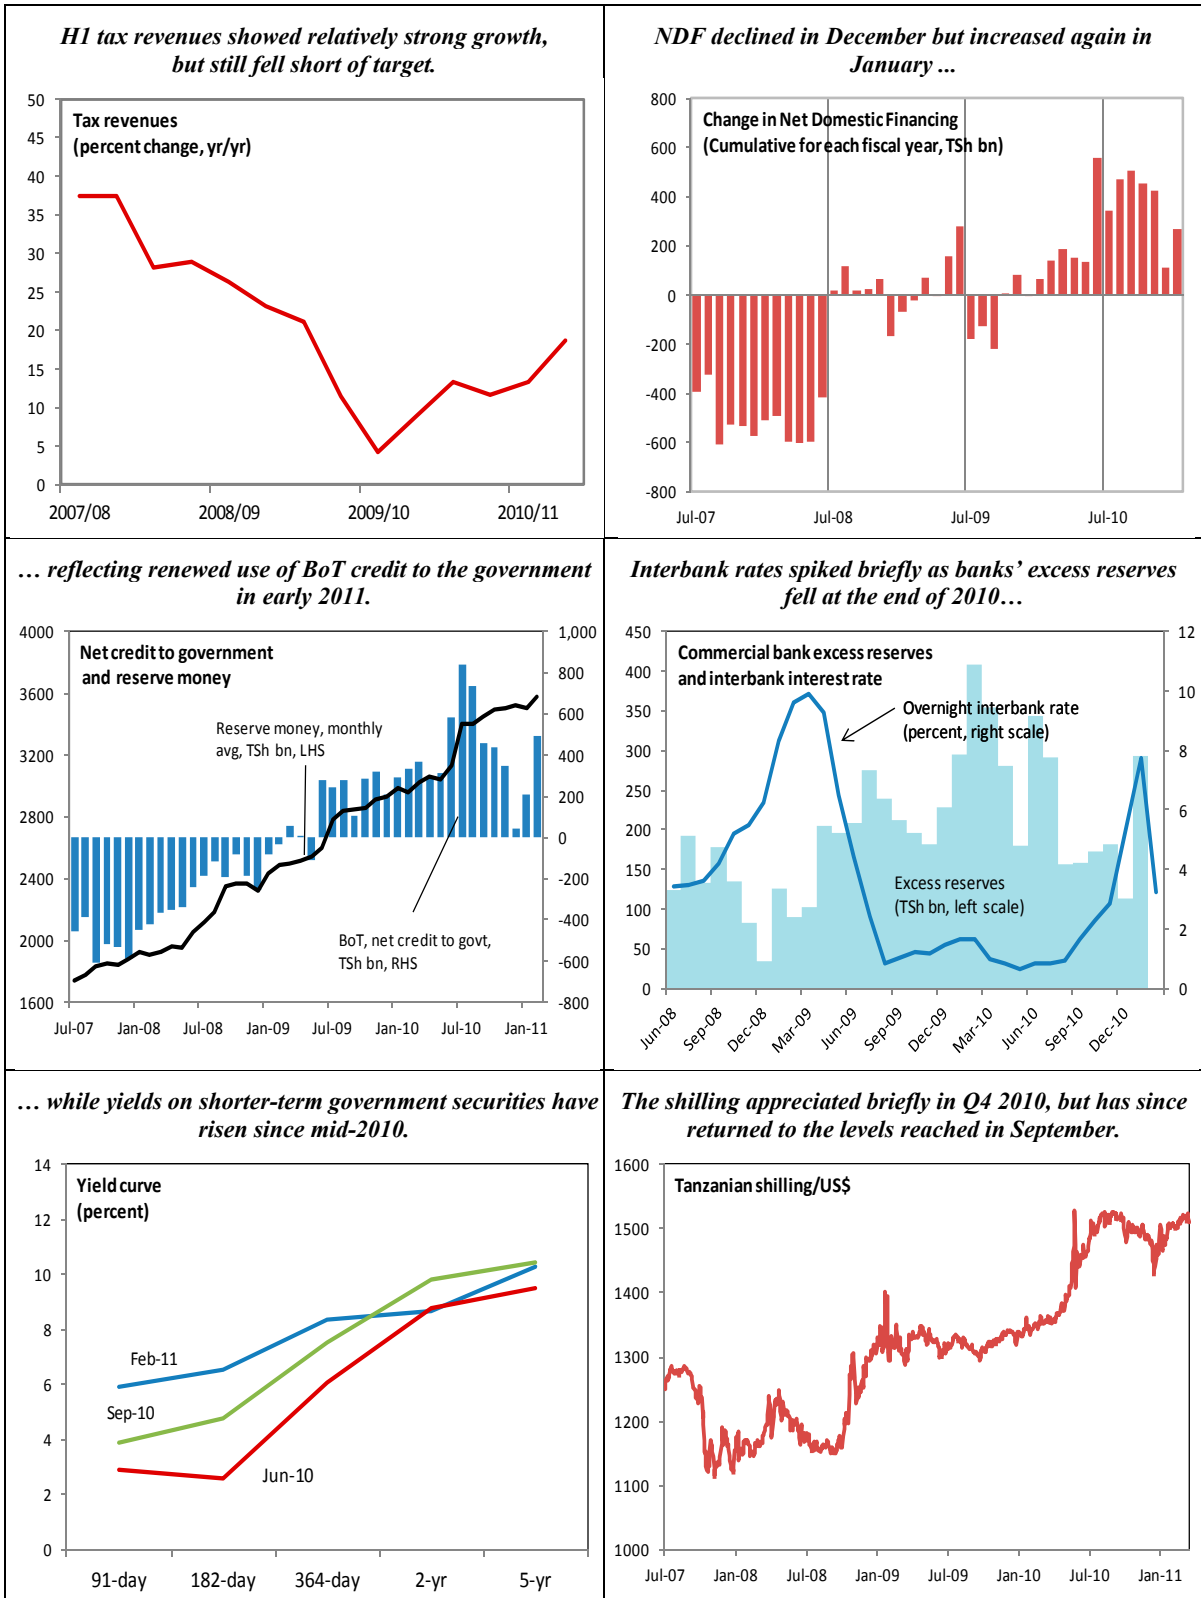 H1 tax revenues showed relatively strong growth,
but still fell short of target.
Tax revenues
(percent change, yr/yr)
50
45
40
35
30
25
20
15
10
5
0
2007/08 2008/09 2009/10 2010/11
NDF declined in December but increased again in
January ...
Change in Net Domestic Financing
(Cumulative for each fiscal year, TSh bn)
800
600
400
200
0
-200
-400
-600
-800
Jul-07 Jul-08 Jul-09 Jul-10
… reflecting renewed use of BoT credit to the government
in early 2011.
Net credit to government
and reserve money
4000
3600
3200
2800
2400
2000
1600
1,000
800
600
400
200
0
-200
-400
-600
-800
Reserve money, monthly
avg, TSh bn, LHS
BoT, net credit to govt,
TSh bn, RHS
Jul-07 Jan-08 Jul-08 Jan-09 Jul-09 Jan-10 Jul-10 Jan-11
Interbank rates spiked briefly as banks’ excess reserves
fell at the end of 2010…
Commercial bank excess reserves
and interbank interest rate
450
400
350
300
250
200
150
100
50
0
12
10
8
6
4
2
0
Overnight interbank rate
(percent, right scale)
Excess reserves
(TSh bn, left scale)
Jun-08 Sep-08 Dec-08 Mar-09 Jun-09 Sep-09 Dec-09 Mar-10 Jun-10 Sep-10 Dec-10
… while yields on shorter-term government securities have
risen since mid-2010.
Yield curve
(percent)
14
12
10
8
6
4
2
0
Feb-11
Sep-10
Jun-10
91-day 182-day 364-day 2-yr 5-yr
The shilling appreciated briefly in Q4 2010, but has since
returned to the levels reached in September.
Tanzanian shilling/US$
1600
1500
1400
1300
1200
1100
1000
Jul-07 Jan-08 Jul-08 Jan-09 Jul-09 Jan-10 Jul-10 Jan-11